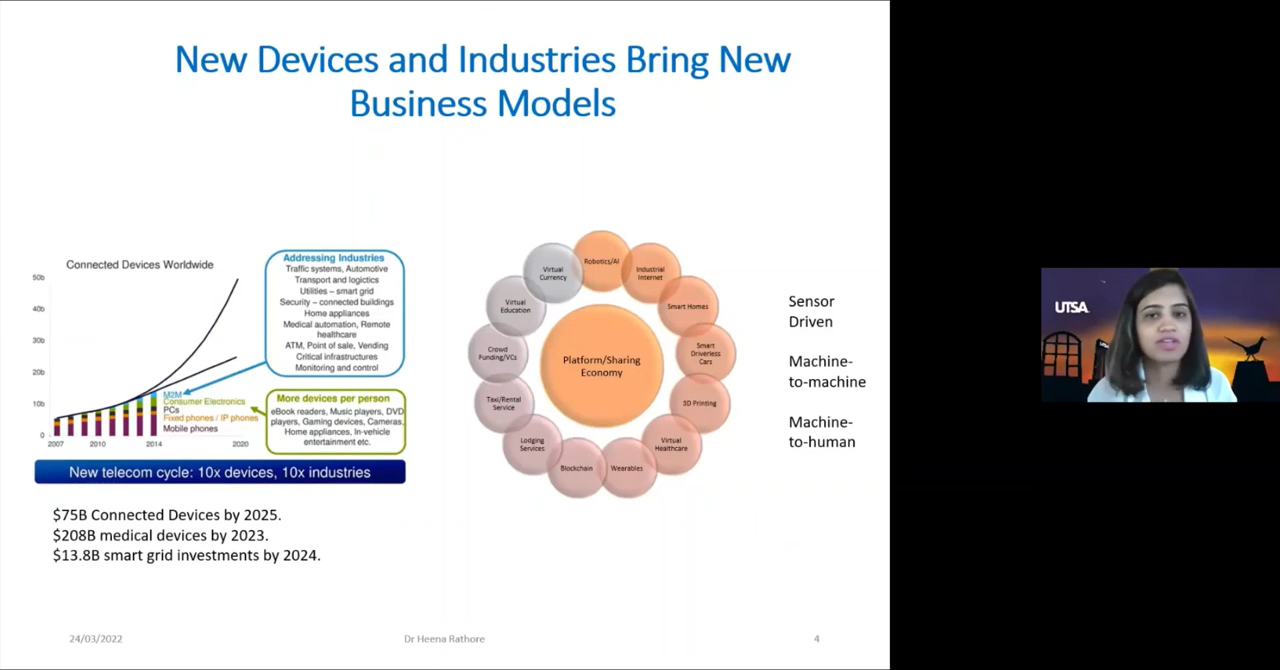 New Devices and Industries Bring New
Business Models
Connected Devices Worldwide
50b
40b
30b
20b
10b
0
2007
2010
2014
2020
M2M
Consumer Electronics
PCs
Fixed phones / IP phones
Mobile phones
Addressing Industries
Traffic systems, Automotive
Transport and logictics
Utilities – smart grid
Security – connected buildings
Home appliances
Medical automation, Remote
healthcare
ATM, Point of sale, Vending
Critical infrastructures
Monitoring and control
More devices per person
eBook readers, Music players, DVD
players, Gaming devices, Cameras,
Home appliances, In-vehicle
entertainment etc.
New telecom cycle: 10x devices, 10x industries
$75B Connected Devices by 2025.
$208B medical devices by 2023.
$13.8B smart grid investments by 2024.
Platform/Sharing
Economy
Robotics/AI
Industrial
Internet
Smart Homes
Smart
Driverless
Cars
3D Printing
Virtual
Healthcare
Wearables
Blockchain
Lodging
Services
Taxi/Rental
Service
Crowd
Funding/VCs
Virtual
Education
Virtual
Currency
Sensor
Driven
Machine-
to-machine
Machine-
to-human
UTSA
24/03/2022
Dr Heena Rathore
4